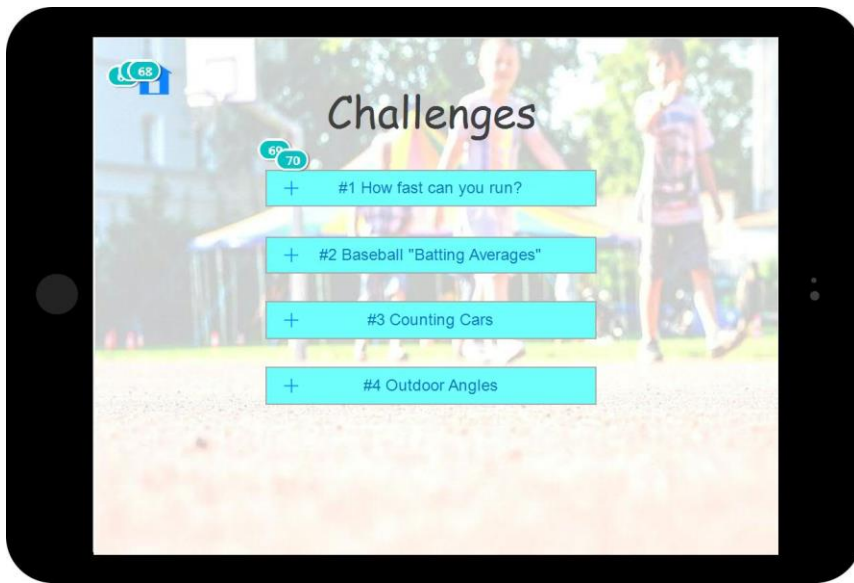 68
Challenges
69
70
+ #1 How fast can you run?
+ #2 Baseball "Batting Averages"
+ #3 Counting Cars
+ #4 Outdoor Angles